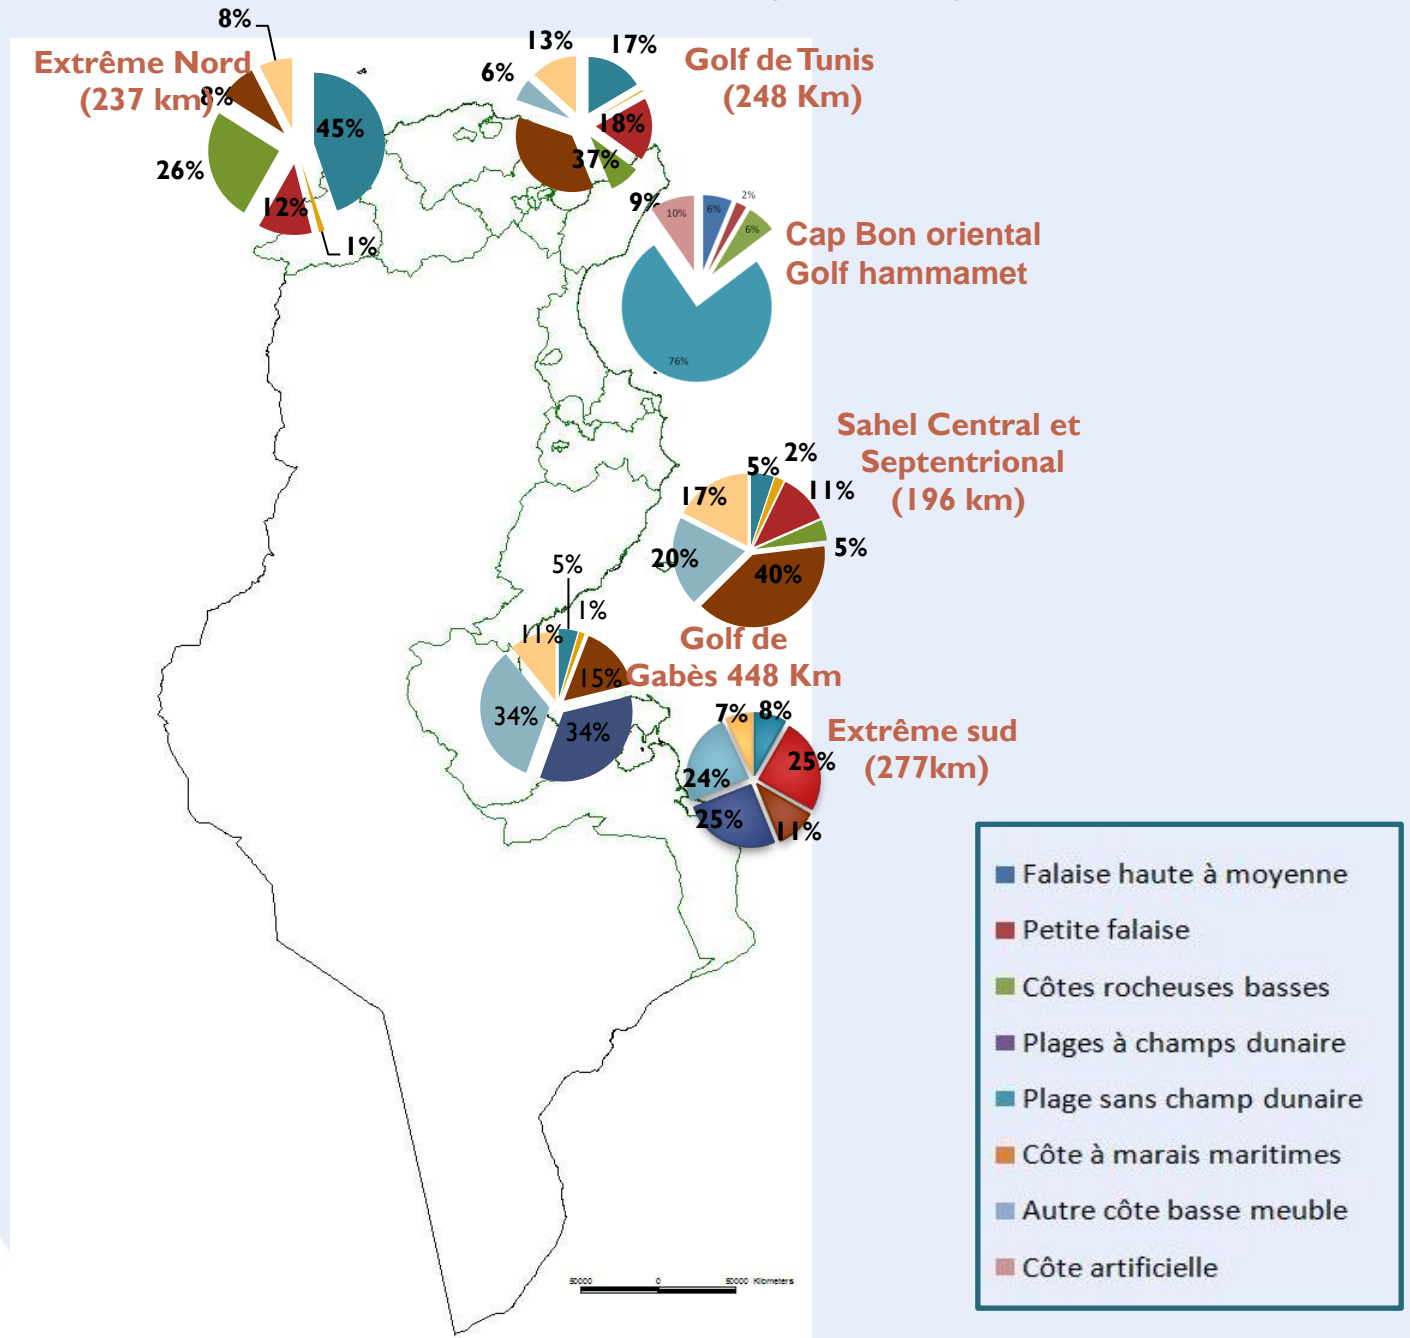 8%
Extrême Nord
(237 km)
8%
45%
26%
12%
1%
13%
17%
6%
18%
37%
Golf de Tunis
(248 Km)
9%
10%
6%
2%
6%
76%
Cap Bon oriental
Golf hammamet
Sahel Central et
Septentrional
(196 km)
5%
2%
17%
11%
20%
5%
40%
5%
1%
11%
15%
34%
34%
Golf de
Gabès 448 Km
7%
8%
25%
24%
25%
11%
Extrême sud
(277km)
Falaise haute à moyenne
Petite falaise
Côtes rocheuses basses
Plages à champs dunaire
Plage sans champ dunaire
Côte à marais maritimes
Autre côte basse meuble
Côte artificielle
50000 0 50000 Kilometers